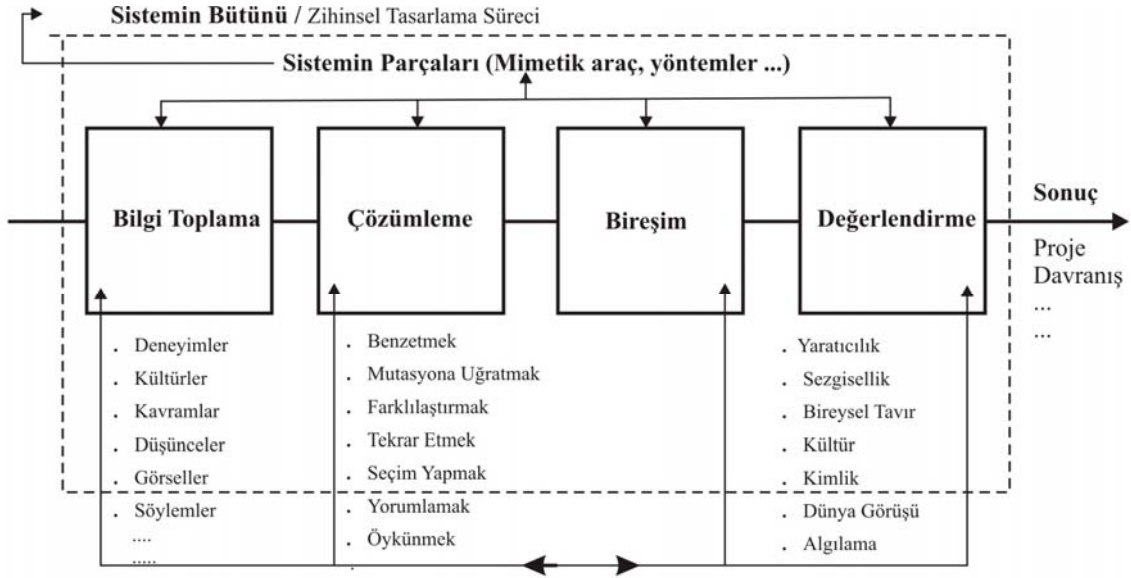 Sistemin Bütünü / Zihinsel Tasarlama Süreci
Sistemin Parçaları (Mimetik araç, yöntemler ...)
Bilgi Toplama
Çözümleme
Bireşim
Değerlendirme
Sonuç
Proje
Davranış
...
...
. Deneyimler
. Kültürler
. Kavramlar
. Düşünceler
. Görseller
. Söylemler
....
.....
. Benzetmek
. Mutasyona Uğratmak
. Farklılaştırmak
. Tekrar Etmek
. Seçim Yapmak
. Yorumlamak
. Öykünmek
.
. Yaratıcılık
. Sezgisellik
. Bireysel Tavır
. Kültür
. Kimlik
. Dünya Görüşü
. Algılama